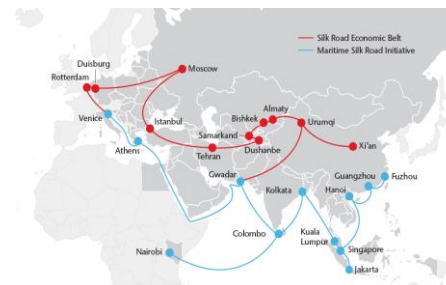 Silk Road Economic Belt
Maritime Silk Road Initiative
Moscow
Duisburg
Rotterdam
Venice
Istanbul
Athens
Almaty
Bishkek
Urumqi
Samarkand
Dushanbe
Tehran
Xi'an
Gwadar
Guangzhou
Fuzhou
Kolkata
Hanoi
Nairobi
Colombo
Kuala
Lumpur
Singapore
Jakarta